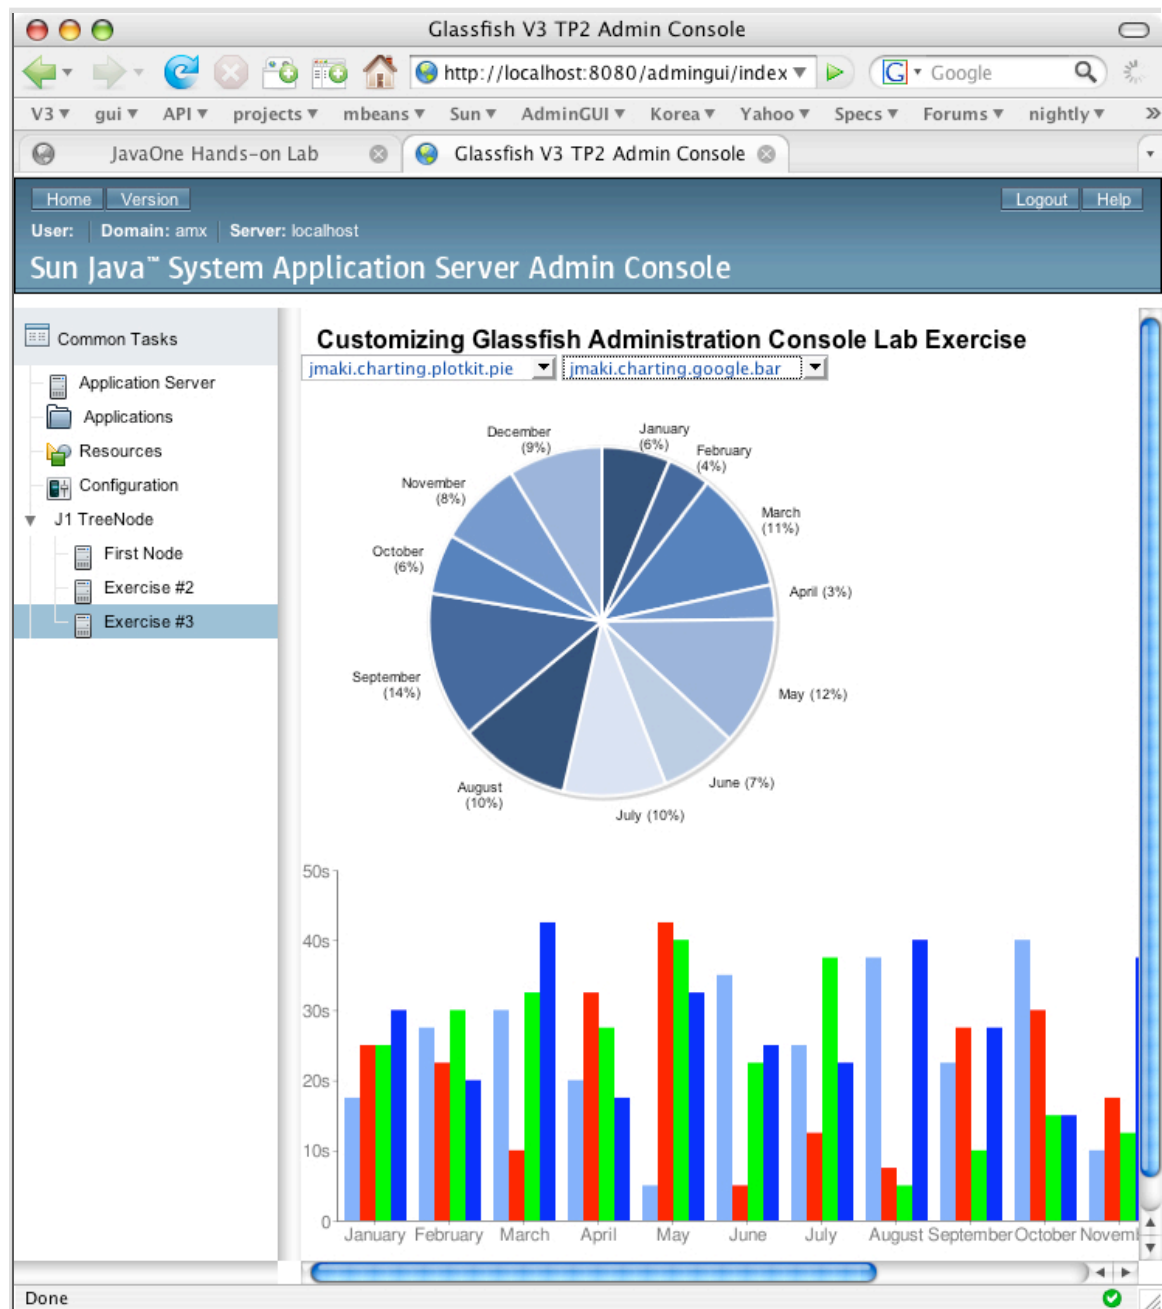 Glassfish V3 TP2 Admin Console
http://localhost:8080/admingui/index
G
Google
V3 gui API projects mbeans Sun AdminGUI Korea Yahoo Specs Forums nightly
JavaOne Hands-on Lab
Glassfish V3 TP2 Admin Console
Home Version
Logout Help
User: Domain: amx Server: localhost
Sun Java™ System Application Server Admin Console
Common Tasks
Application Server
Applications
Resources
Configuration
J1 TreeNode
First Node
Exercise #2
Exercise #3
Customizing Glassfish Administration Console Lab Exercise
jmaki.charting.plotkit.pie
jmaki.charting.google.bar
January
(6%)
February
(4%)
March
(11%)
April (3%)
May (12%)
June (7%)
July (10%)
August
(10%)
September
(14%)
October
(6%)
November
(8%)
December
(9%)
50s
40s
30s
20s
10s
0
January February March April May June July August September October Novem
Done